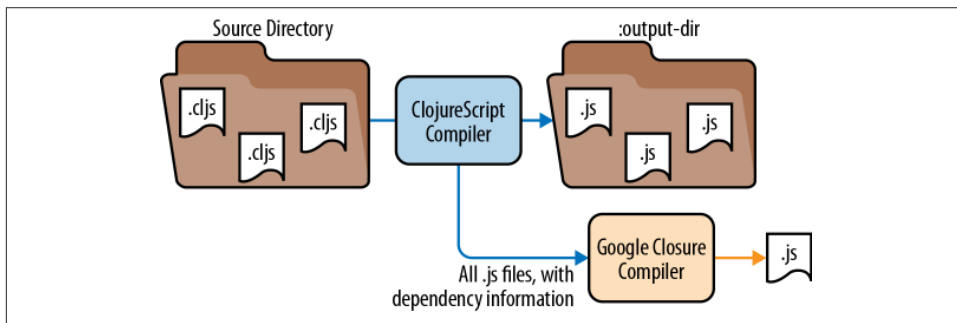 Source Directory
:output-dir
.cljs
.cljs
.cljs
ClojureScript
Compiler
.js
.js
.js
All .js files, with
dependency information
Google Closure
Compiler
.js